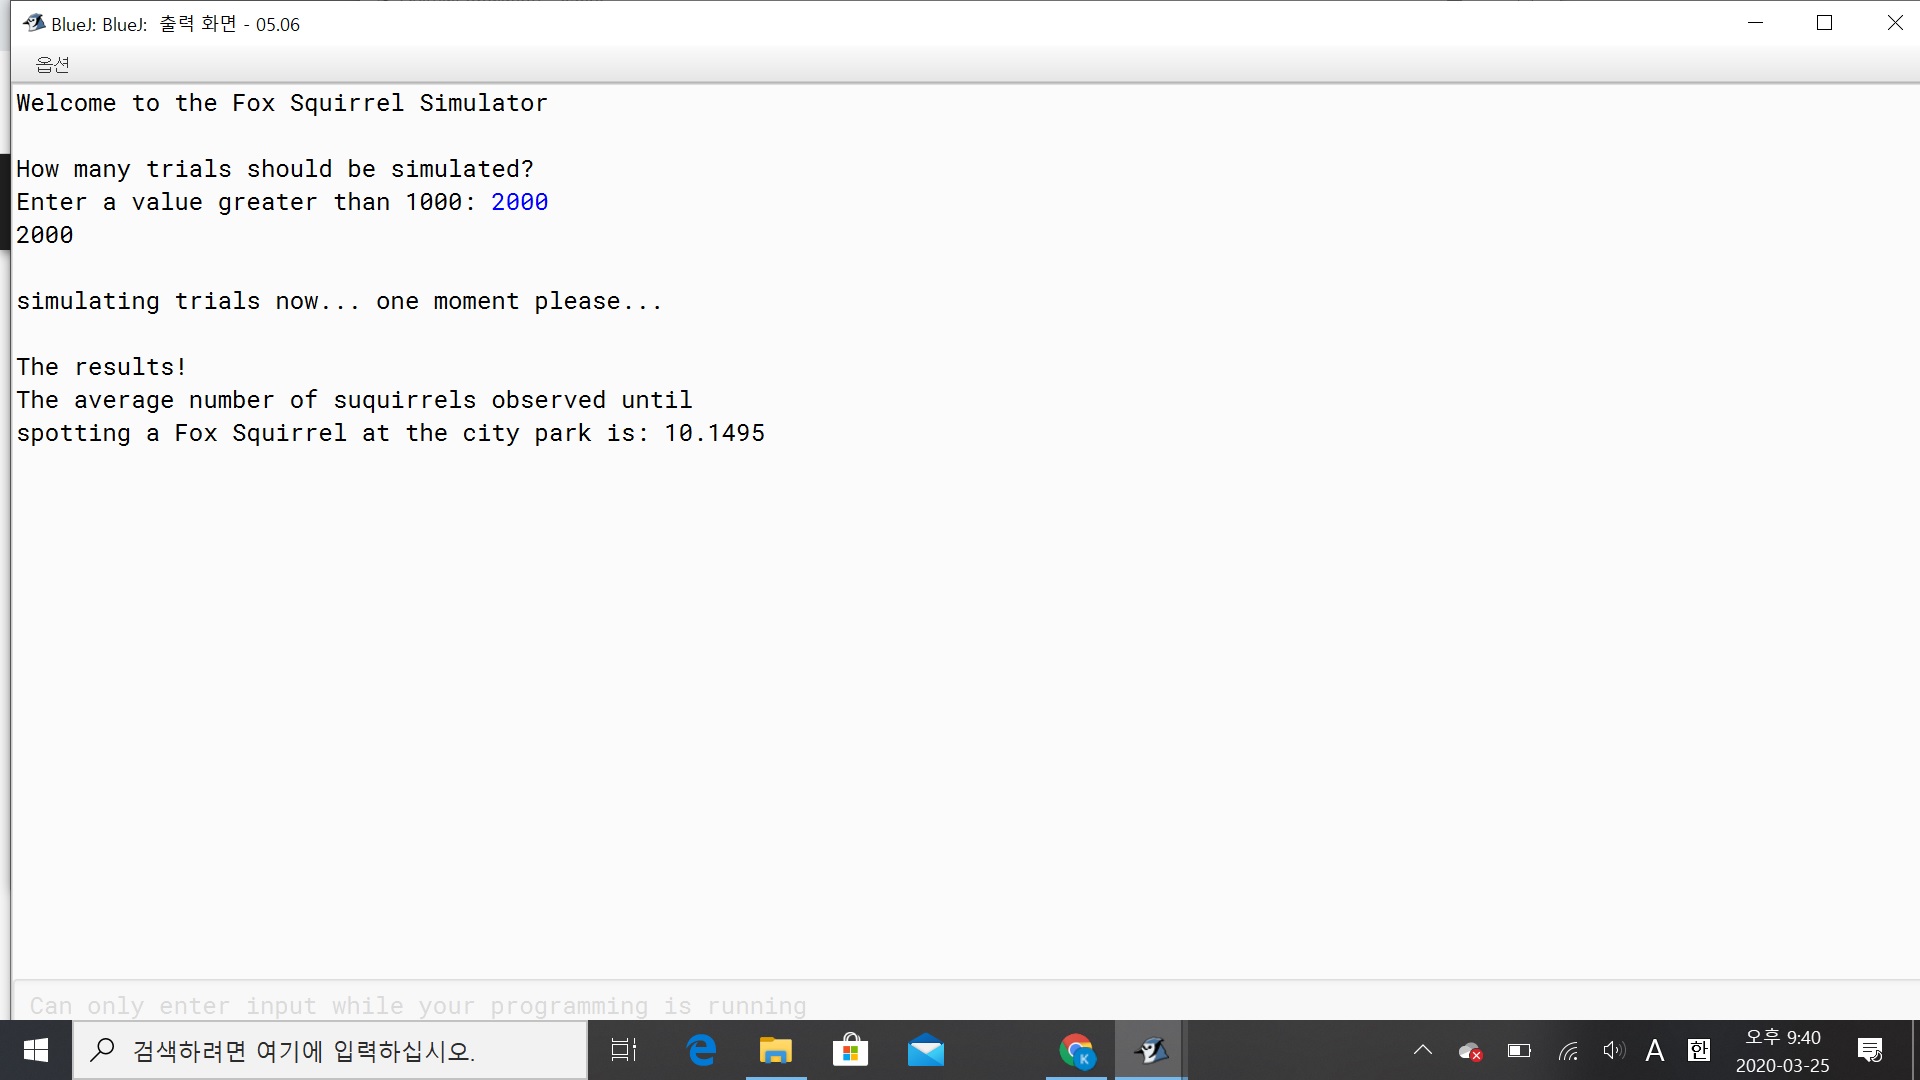 BlueJ: BlueJ: 출력 화면 - 05.06
옵션
Welcome to the Fox Squirrel Simulator
How many trials should be simulated?
Enter a value greater than 1000: 2000
2000
simulating trials now... one moment please...
The results!
The average number of suquirrels observed until
spotting a Fox Squirrel at the city park is: 10.1495
Can only enter input while your programming is running
검색하려면 여기에 입력하십시오.
K
A
한
오후 9:40
2020-03-25